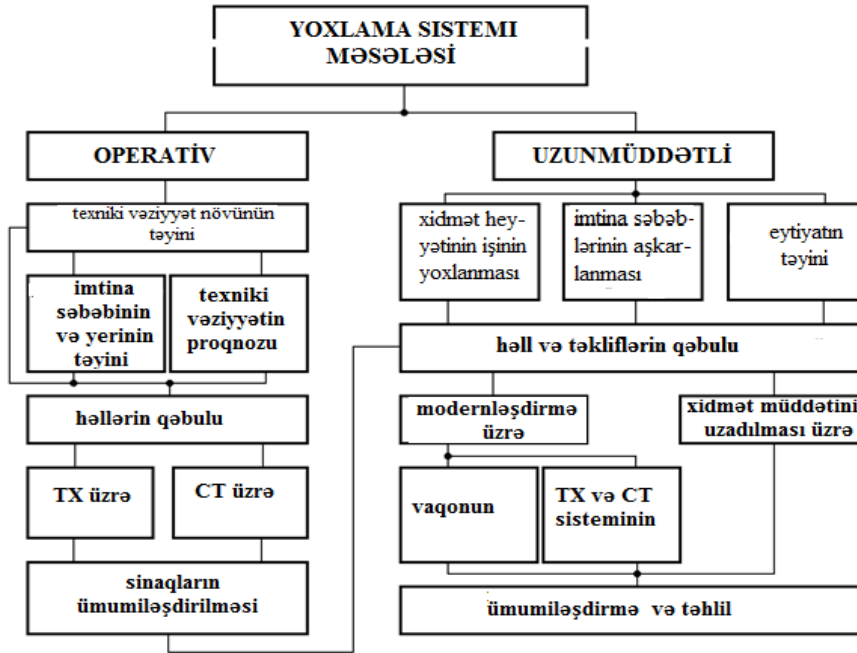 YOXLAMA SISTEMI
MƏSƏLƏSİ
OPERATİV
texniki vəziyyət növünün
təyini
imtina
səbəbinin
və yerinin
təyini
texniki
vəziyyətin
proqnozu
həllərin qəbulu
TX üzrə
CT üzrə
sinaqların
ümumiləşdirilməsi
UZUNMÜDDƏTLİ
xidmət hey-
yətinin işinin
yoxlanması
imtina səbəb-
lərinin aşkar-
lanması
eytiyatın
təyini
həll və təkliflərin qəbulu
modernləşdirmə
üzrə
xidmət müddətini
uzadılması üzrə
vaqonun
TX və CT
sisteminin
ümumiləşdirmə və təhlil